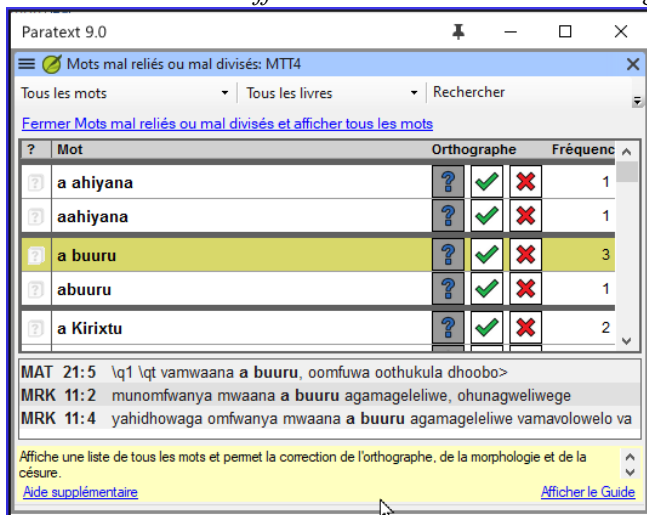 Paratext 9.0
Mots mal reliés ou mal divisés: MTT4
Tous les mots Tous les livres Rechercher
Fermer Mots mal reliés ou mal divisés et afficher tous les mots
? Mot Orthographe Fréquenc
a ahiyana 1
aahiyana 1
a buuru 3
abuuru 1
a Kirixtu 2
MAT 21:5 \q1 \qt vamwaana a buuru, oomfuwa oothukula dhoobo>
MRK 11:2 munomfwanya mwaana a buuru agamageleliwe, ohunagweliwege
MRK 11:4 yahidhowaga omfwanya mwaana a buuru agamageleliwe vamavolowelo va
Affiche une liste de tous les mots et permet la correction de l'orthographe, de la morphologie et de la
césure.
Aide supplémentaire Afficher le Guide